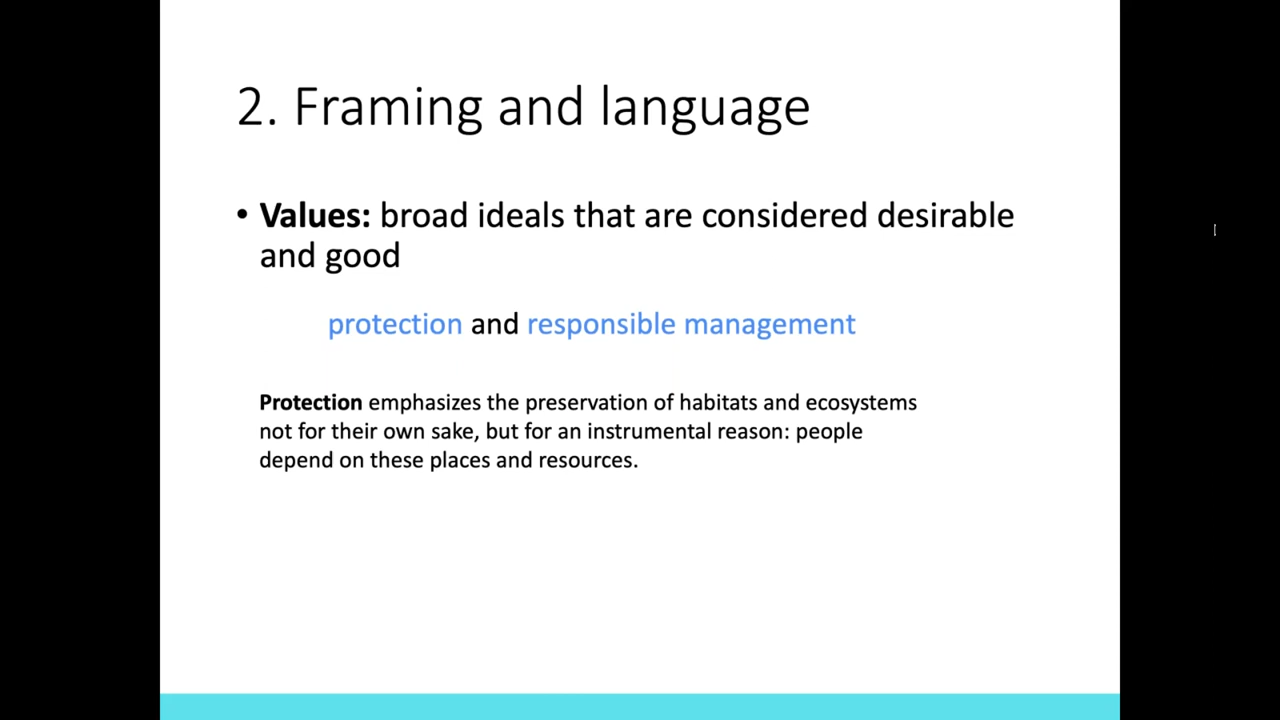 2. Framing and language
• Values: broad ideals that are considered desirable
and good
protection and responsible management
Protection emphasizes the preservation of habitats and ecosystems
not for their own sake, but for an instrumental reason: people
depend on these places and resources.